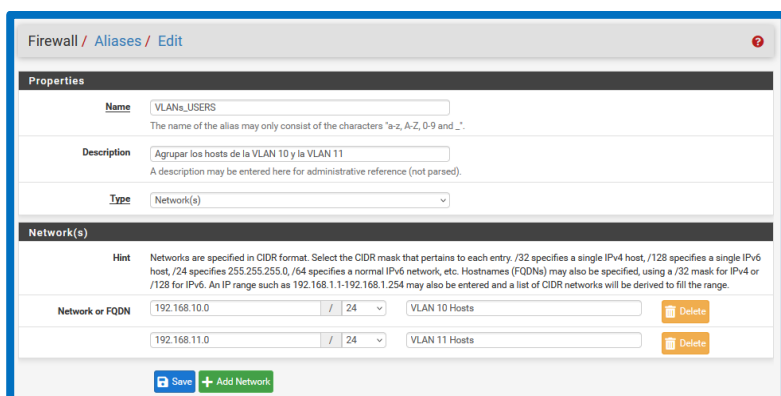 Firewall / Aliases / Edit
Properties
Name VLANs_USERS
The name of the alias may only consist of the characters "a-z, A-Z, 0-9 and _".
Description Agrupar los hosts de la VLAN 10 y la VLAN 11
A description may be entered here for administrative reference (not parsed).
Type Network(s)
Network(s)
Hint Networks are specified in CIDR format. Select the CIDR mask that pertains to each entry. /32 specifies a single IPv4 host, /128 specifies a single IPv6
host, /24 specifies 255.255.255.0, /64 specifies a normal IPv6 network, etc. Hostnames (FQDNs) may also be specified, using a /32 mask for IPv4 or
/128 for IPv6. An IP range such as 192.168.1.1-192.168.1.254 may also be entered and a list of CIDR networks will be derived to fill the range.
Network or FQDN 192.168.10.0 / 24 VLAN 10 Hosts Delete
192.168.11.0 / 24 VLAN 11 Hosts Delete
Save Add Network